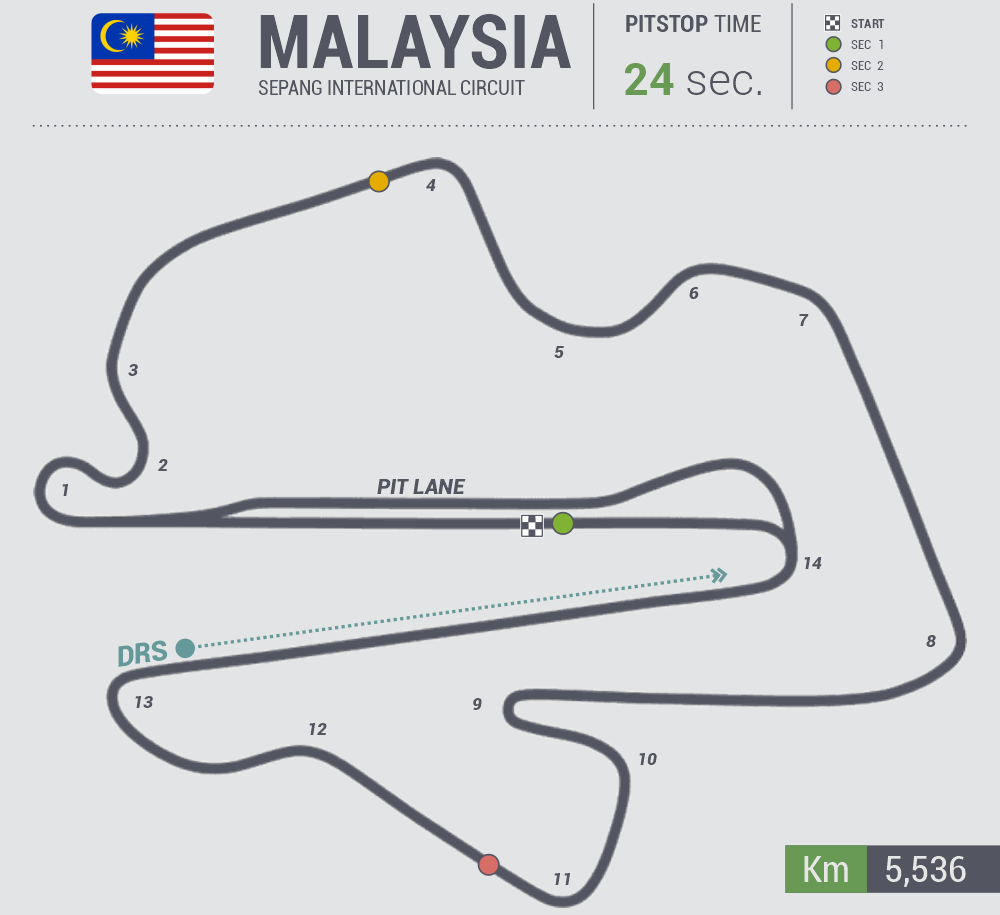 MALAYSIA
SEPANG INTERNATIONAL CIRCUIT
PITSTOP TIME
24 sec.
START
SEC 1
SEC 2
SEC 3
4
6
7
5
3
2
1
PIT LANE
14
DRS
8
13
9
12
10
11
Km 5,536